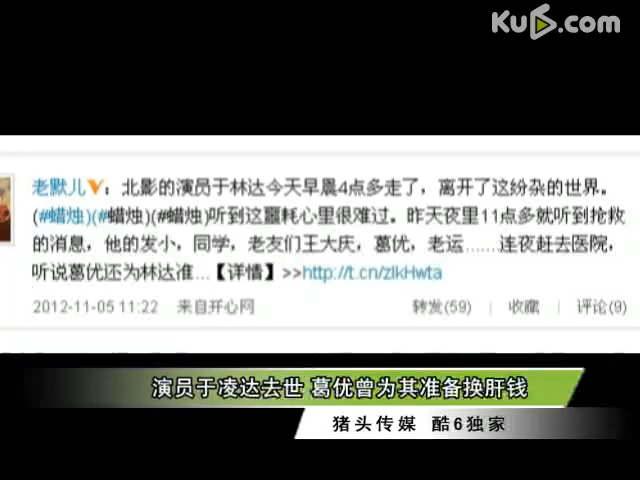 Ku6.com
老默儿V：北影的演员于林达今天早晨4点多走了，离开了这纷杂的世界。
(#蜡烛)(#蜡烛)(#蜡烛)听到这噩耗心里很难过。昨天夜里11点多就听到抢救
的消息，他的发小，同学，老友们王大庆，葛优，老运.......连夜赶去医院，
听说葛优还为林达准...【详情】>>http://t.cn/zlkHwta
2012-11-05 11:22 来自开心网 转发(59) 收藏 评论(9)
演员于凌达去世 葛优曾为其准备换肝钱
猪头传媒 酷6独家